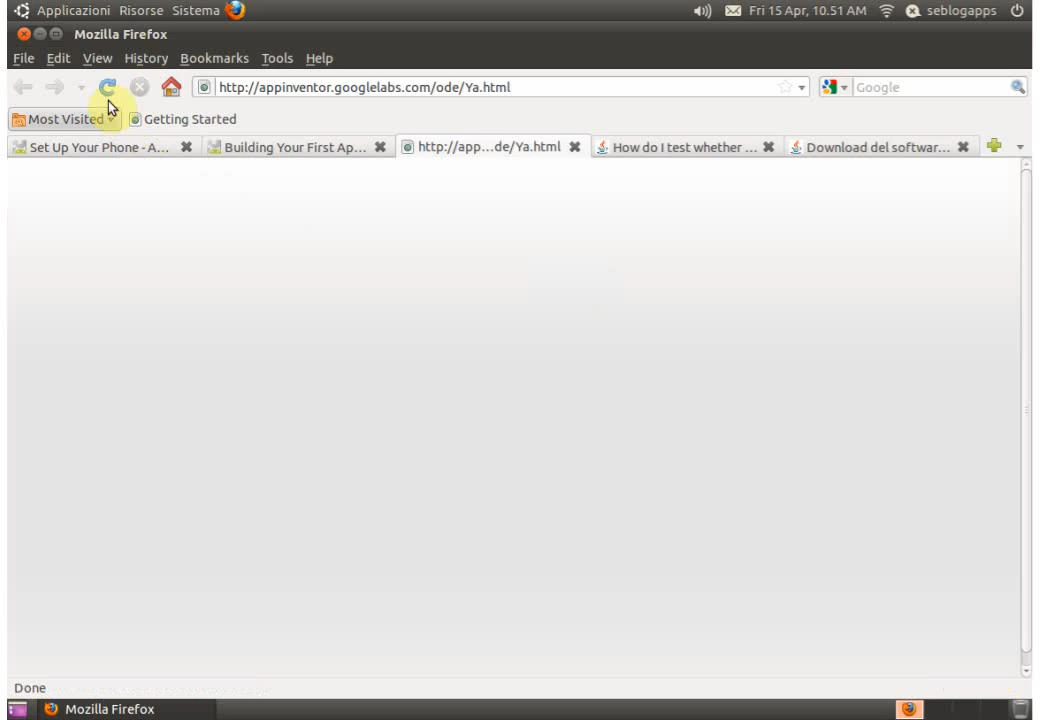 Applicazioni Risorse Sistema Fri 15 Apr, 10.51 AM seblogapps
Mozilla Firefox
File Edit View History Bookmarks Tools Help
http://appinventor.googlelabs.com/ode/Ya.html Google
Most Visited Getting Started
Set Up Your Phone - A... Building Your First Ap... http://app...de/Ya.html How do I test whether ... Download del softwar...
Done
Mozilla Firefox